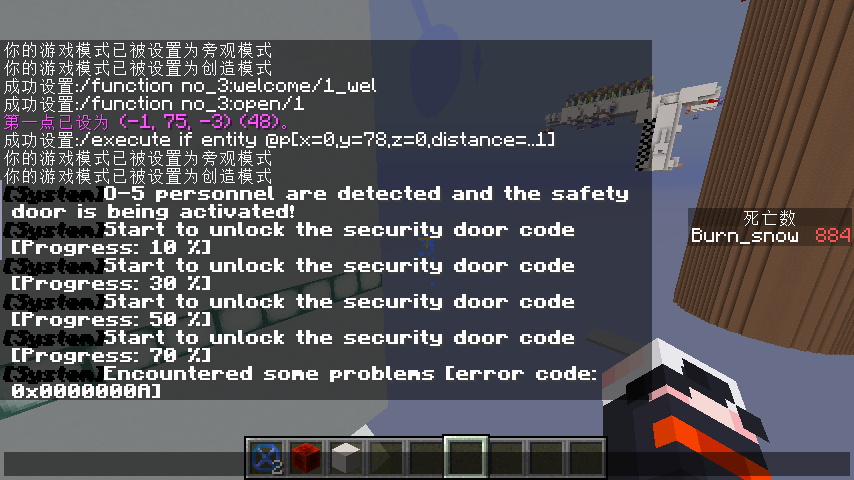 你的游戏模式已被设置为旁观模式
你的游戏模式已被设置为创造模式
成功设置:/function no_3:welcome/1_wel
成功设置:/function no_3:open/1
第一点已设为 (-1, 75, -3) (48)。
成功设置:/execute if entity @p[x=0,y=78,z=0,distance=..1]
你的游戏模式已被设置为旁观模式
你的游戏模式已被设置为创造模式
[System]O-5 personnel are detected and the safety
door is being activated!
[System]Start to unlock the security door code
[Progress: 10 %]
[System]Start to unlock the security door code
[Progress: 30 %]
[System]Start to unlock the security door code
[Progress: 50 %]
[System]Start to unlock the security door code
[Progress: 70 %]
[System]Encountered some problems [error code:
0x0000000A]
死亡数
Burn_snow 884
2